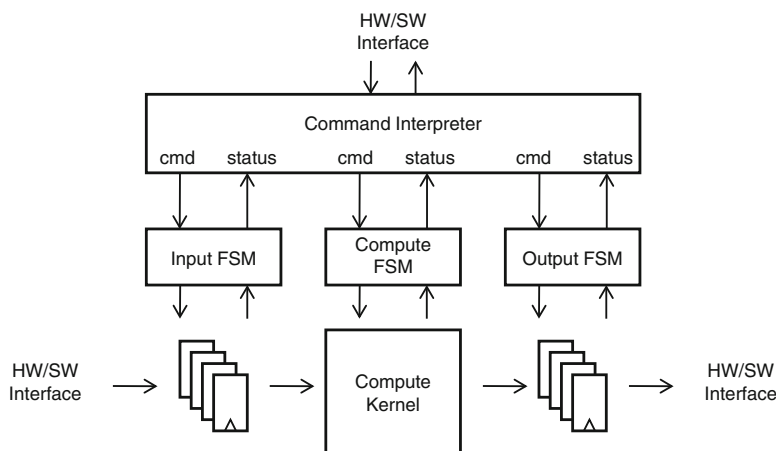 HW/SW
Interface
Command Interpreter
cmd status cmd status cmd status
Input FSM
Compute
FSM
Output FSM
HW/SW
Interface
Compute
Kernel
HW/SW
Interface